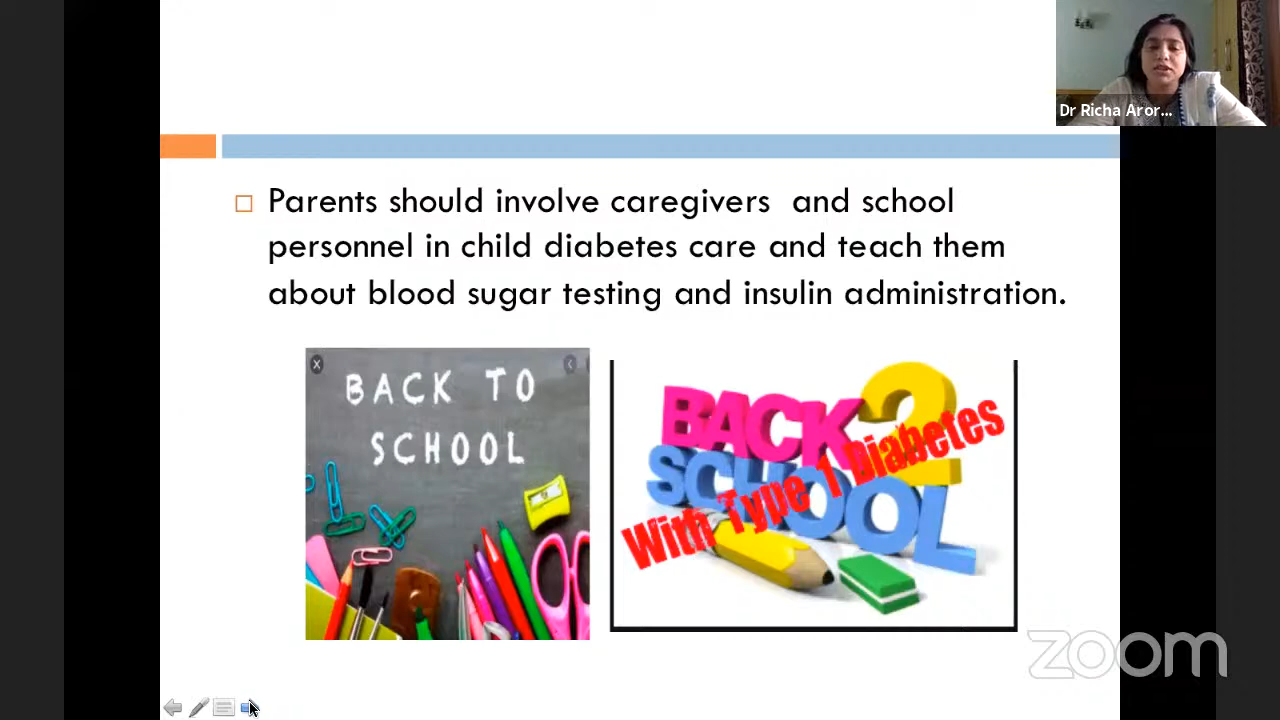 Dr Richa Aror...
Parents should involve caregivers and school
personnel in child diabetes care and teach them
about blood sugar testing and insulin administration.
BACK TO
SCHOOL
BACK 2
SCHOOL
With Type 1 Diabetes
zoom